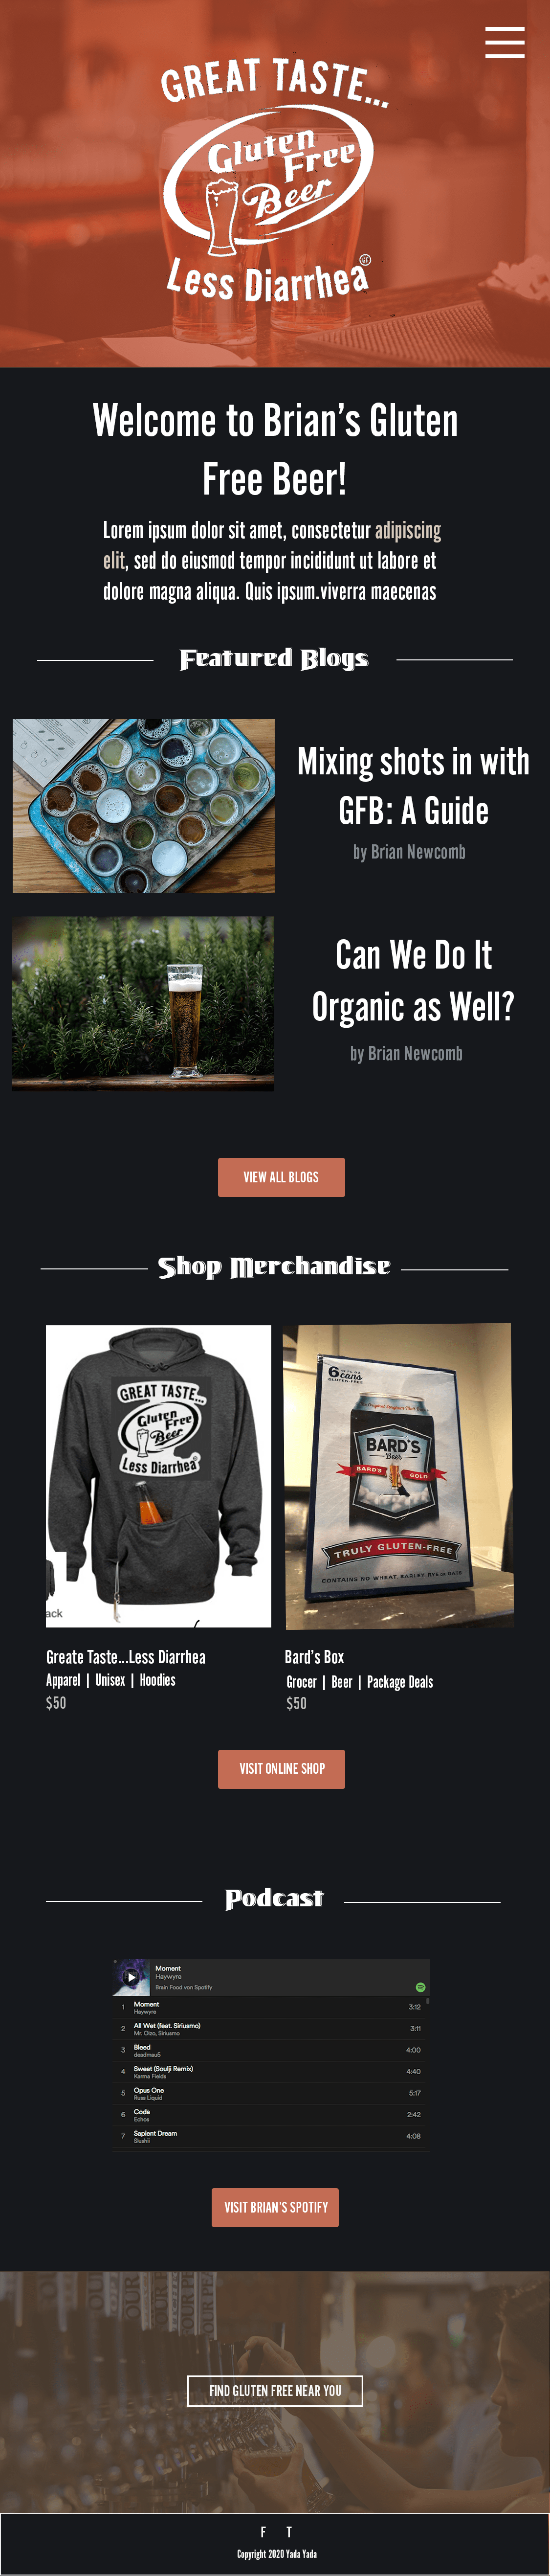 GREAT TASTE...
Gluten
Free
Beer
Less Diarrhea
GF
Welcome to Brian's Gluten
Free Beer!
Lorem ipsum dolor sit amet, consectetur adipiscing
elit, sed do eiusmod tempor incididunt ut labore et
dolore magna aliqua. Quis ipsum.viverra maecenas
Featured Blogs
Mixing shots in with
GFB: A Guide
by Brian Newcomb
Can We Do It
Organic as Well?
by Brian Newcomb
VIEW ALL BLOGS
Shop Merchandise
GREAT TASTE...
Gluten
Free
Beer
Less Diarrhea
ack
6 cans
GLUTEN-FREE
BARD'S
Beer
BARD'S GOLD
TRULY GLUTEN-FREE
CONTAINS NO WHEAT, BARLEY, RYE or OATS
Greate Taste...Less Diarrhea
Apparel | Unisex | Hoodies
$50
Bard's Box
Grocer | Beer | Package Deals
$50
VISIT ONLINE SHOP
Podcast
Moment
Haywyre
Brain Food von Spotify
1 Moment 3:12
Haywyre
2 All Wet (feat. Siriusmo) 3:11
Mr. Oizo, Siriusmo
3 Bleed 4:00
deadmau5
4 Sweat (Soulji Remix) 4:40
Karma Fields
5 Opus One 5:17
Russ Liquid
6 Coda 2:42
Echos
7 Sapient Dream 4:08
Slushii
VISIT BRIAN'S SPOTIFY
FIND GLUTEN FREE NEAR YOU
F T
Copyright 2020 Yada Yada